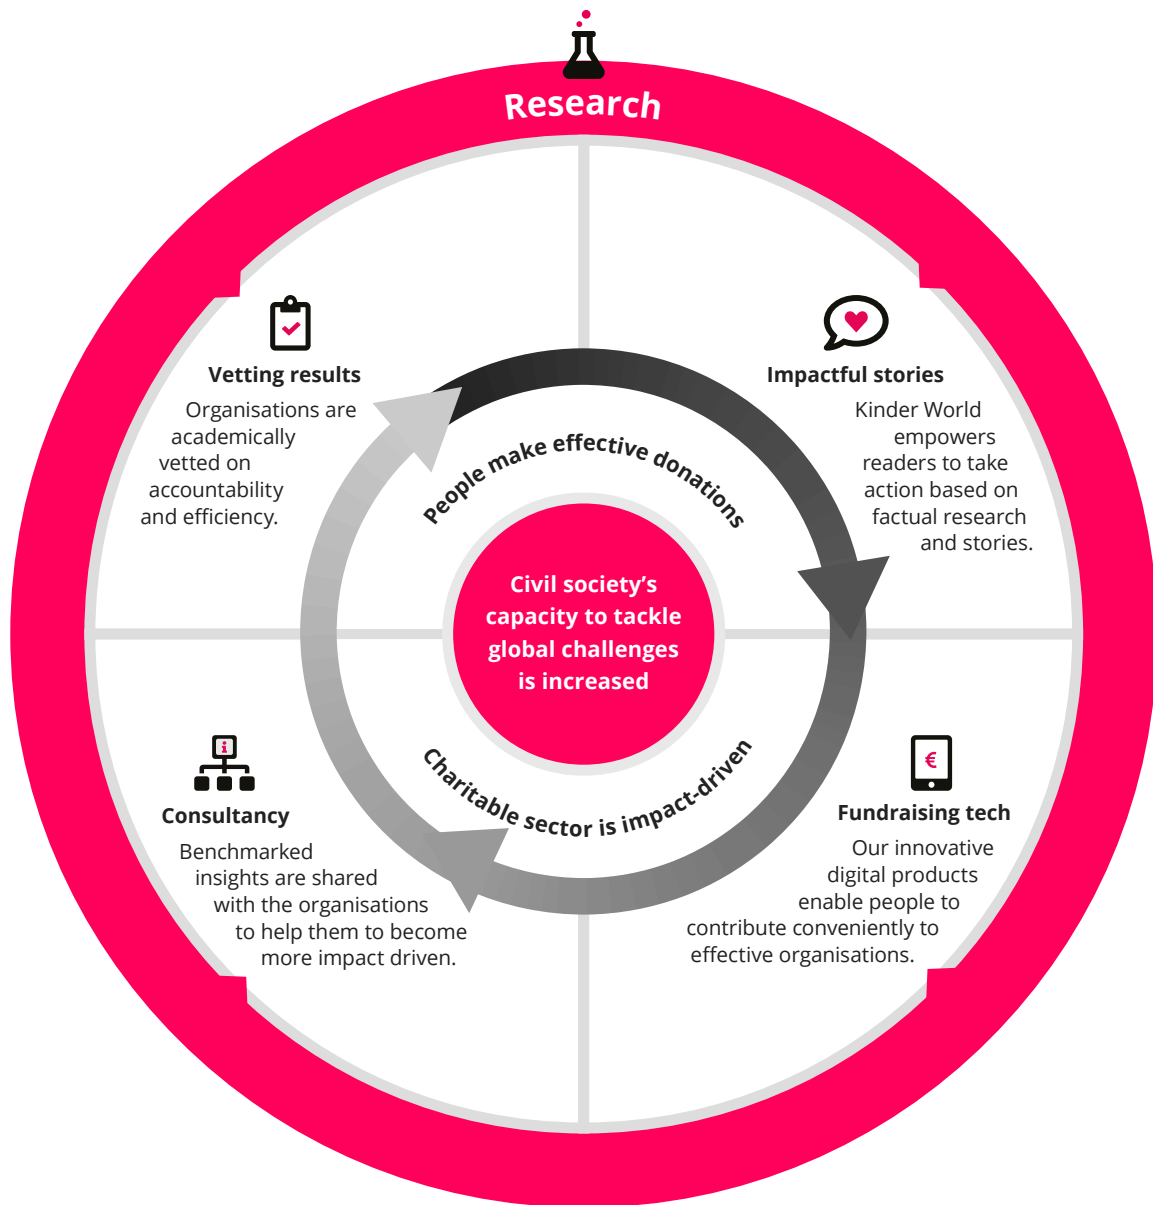 Research
Vetting results
Organisations are
academically
vetted on
accountability
and efficiency.
Impactful stories
Kinder World
empowers
readers to take
action based on
factual research
and stories.
People make effective donations
Civil society's
capacity to tackle
global challenges
is increased
Charitable sector is impact-driven
i
Consultancy
Benchmarked
insights are shared
with the organisations
to help them to become
more impact driven.
€
Fundraising tech
Our innovative
digital products
enable people to
contribute conveniently to
effective organisations.